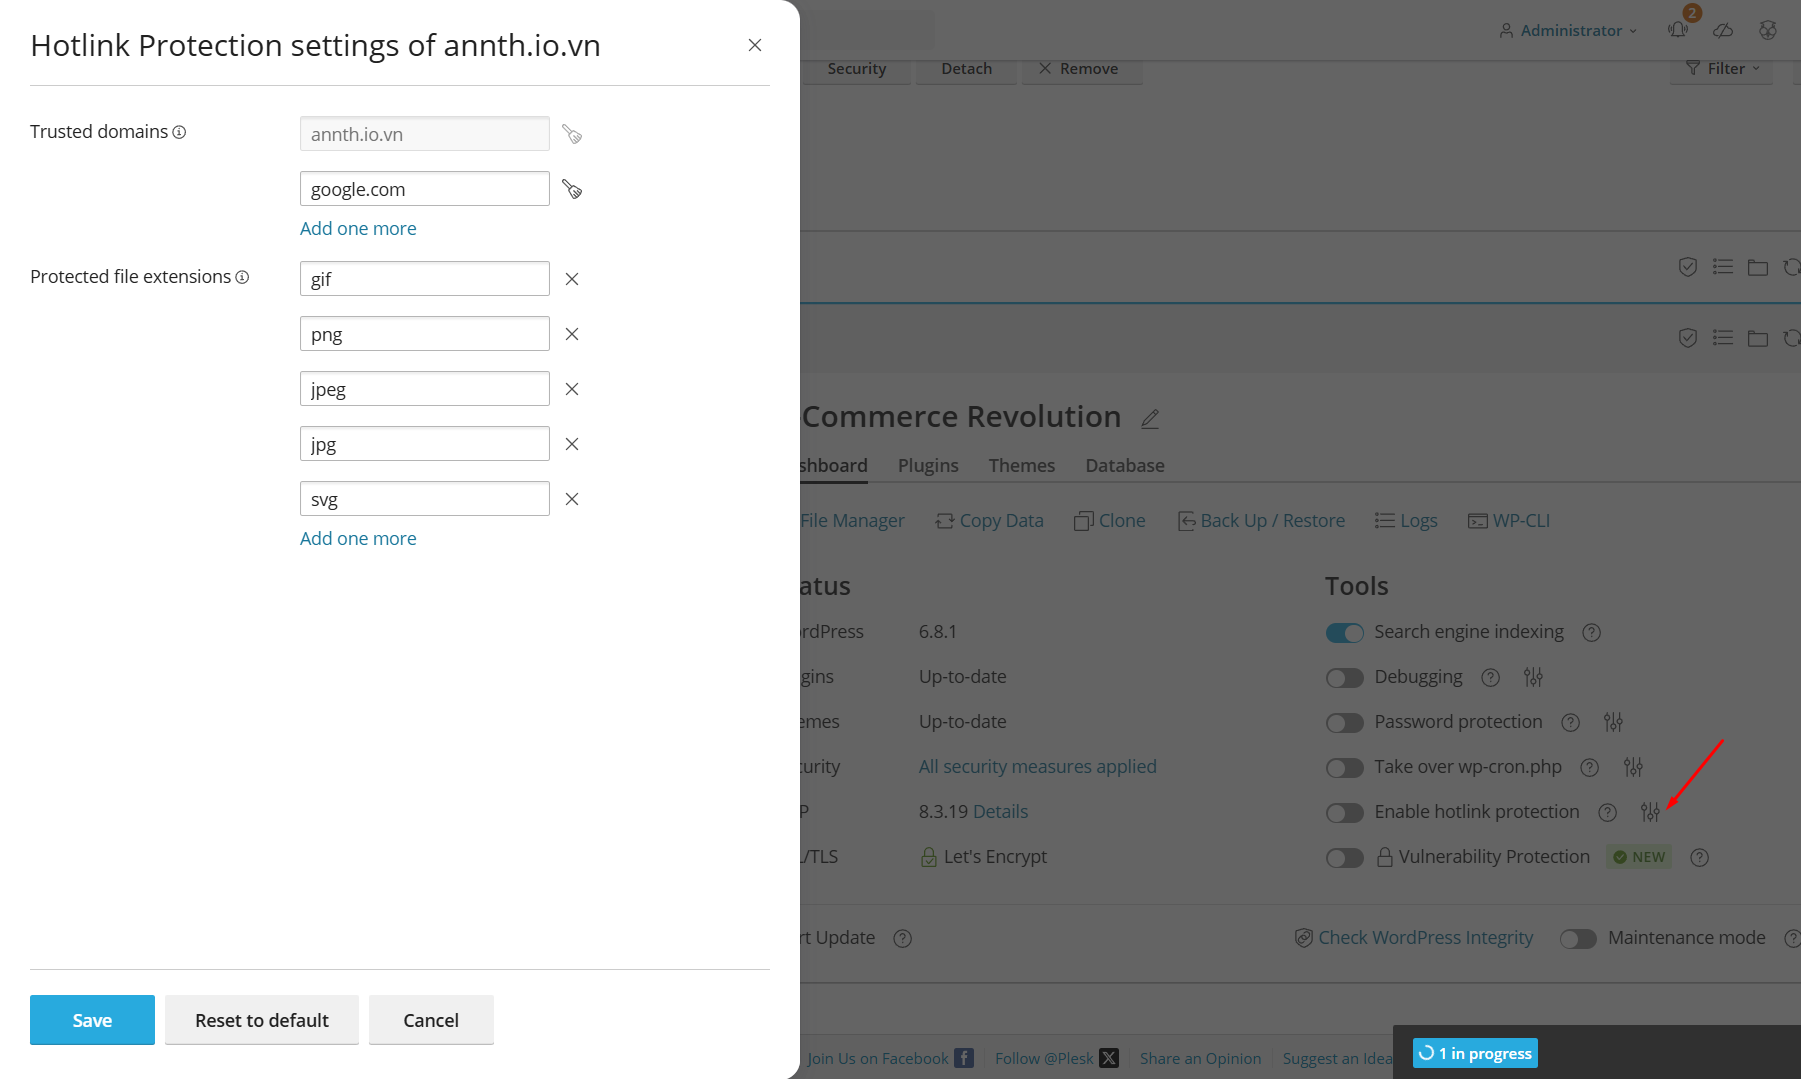 Hotlink Protection settings of annth.io.vn
Trusted domains
annth.io.vn
google.com
Add one more
Protected file extensions
gif
png
jpeg
jpg
svg
Add one more
Save
Reset to default
Cancel
Administrator
2
Security
Detach
Remove
Filter
Commerce Revolution
shboard
Plugins
Themes
Database
File Manager
Copy Data
Clone
Back Up / Restore
Logs
WP-CLI
atus
Tools
rdPress 6.8.1
Search engine indexing
gins Up-to-date
Debugging
emes Up-to-date
Password protection
urity All security measures applied
Take over wp-cron.php
P 8.3.19 Details
Enable hotlink protection
/TLS Let's Encrypt
Vulnerability Protection NEW
rt Update
Check WordPress Integrity
Maintenance mode
Join Us on Facebook
Follow @Plesk
Share an Opinion
Suggest an Idea
1 in progress